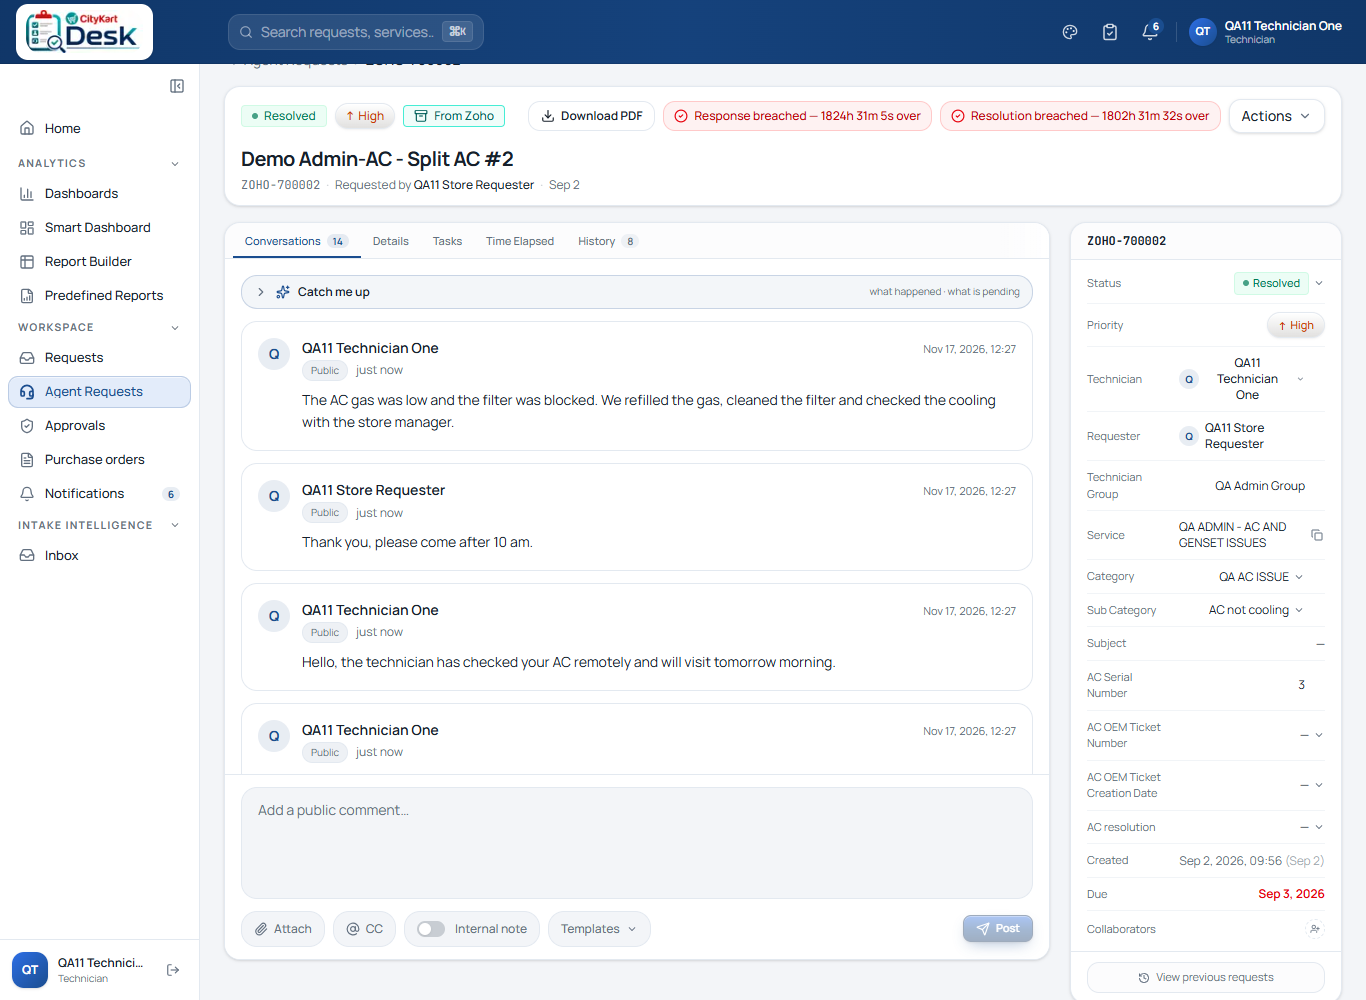 CityKart
Desk
Search requests, services..
⌘K
6
QT
QA11 Technician One
Technician
Home
ANALYTICS
Dashboards
Smart Dashboard
Report Builder
Predefined Reports
WORKSPACE
Requests
Agent Requests
Approvals
Purchase orders
Notifications 6
INTAKE INTELLIGENCE
Inbox
QT
QA11 Technici...
Technician
Resolved
↑ High
From Zoho
Download PDF
Response breached — 1824h 31m 5s over
Resolution breached — 1802h 31m 32s over
Actions
Demo Admin-AC - Split AC #2
ZOHO-700002 · Requested by QA11 Store Requester · Sep 2
Conversations 14
Details
Tasks
Time Elapsed
History 8
Catch me up
what happened · what is pending
Q
QA11 Technician One
Nov 17, 2026, 12:27
Public just now
The AC gas was low and the filter was blocked. We refilled the gas, cleaned the filter and checked the cooling
with the store manager.
Q
QA11 Store Requester
Nov 17, 2026, 12:27
Public just now
Thank you, please come after 10 am.
Q
QA11 Technician One
Nov 17, 2026, 12:27
Public just now
Hello, the technician has checked your AC remotely and will visit tomorrow morning.
Q
QA11 Technician One
Nov 17, 2026, 12:27
Public just now
Add a public comment...
Attach
@ CC
Internal note
Templates
Post
ZOHO-700002
Status
Resolved
Priority
↑ High
Technician
Q
QA11
Technician
One
Requester
Q
QA11 Store
Requester
Technician
Group
QA Admin Group
Service
QA ADMIN - AC AND
GENSET ISSUES
Category
QA AC ISSUE
Sub Category
AC not cooling
Subject
—
AC Serial
Number
3
AC OEM Ticket
Number
—
AC OEM Ticket
Creation Date
—
AC resolution
—
Created
Sep 2, 2026, 09:56 (Sep 2)
Due
Sep 3, 2026
Collaborators
View previous requests